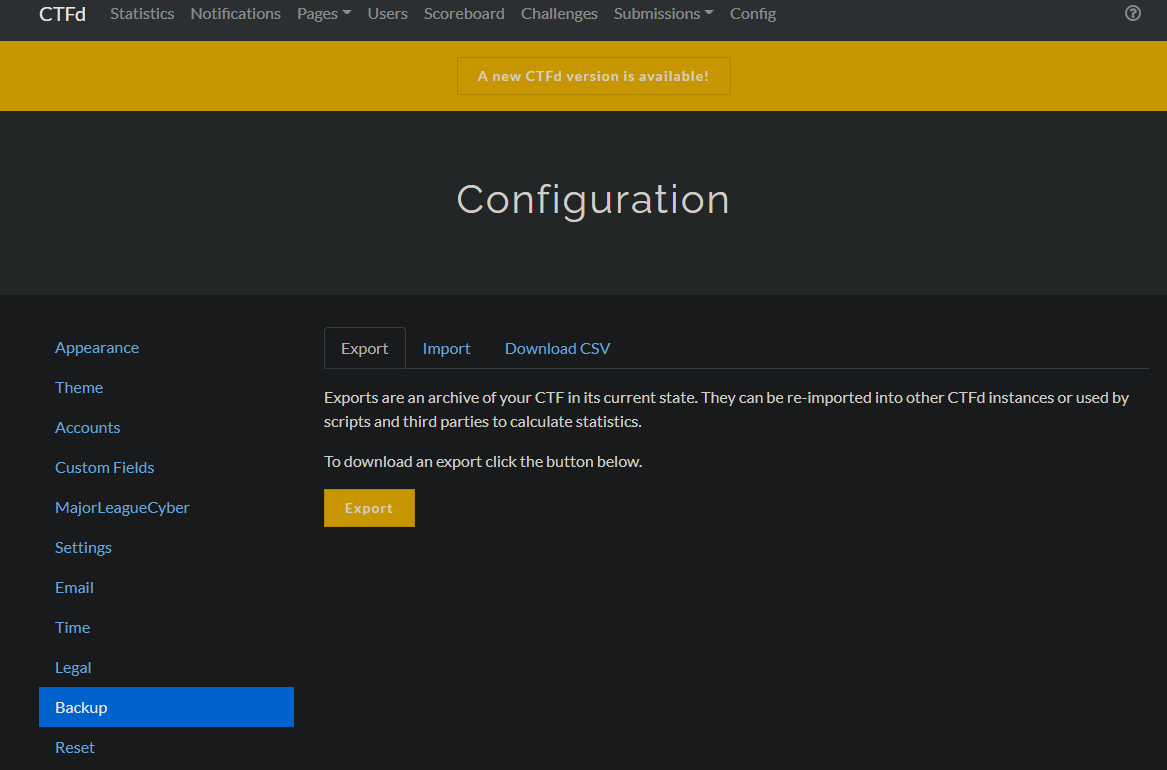 CTFd Statistics Notifications Pages Users Scoreboard Challenges Submissions Config
A new CTFd version is available!
Configuration
Appearance
Theme
Accounts
Custom Fields
MajorLeagueCyber
Settings
Email
Time
Legal
Backup
Reset
Export Import Download CSV
Exports are an archive of your CTF in its current state. They can be re-imported into other CTFd instances or used by
scripts and third parties to calculate statistics.
To download an export click the button below.
Export